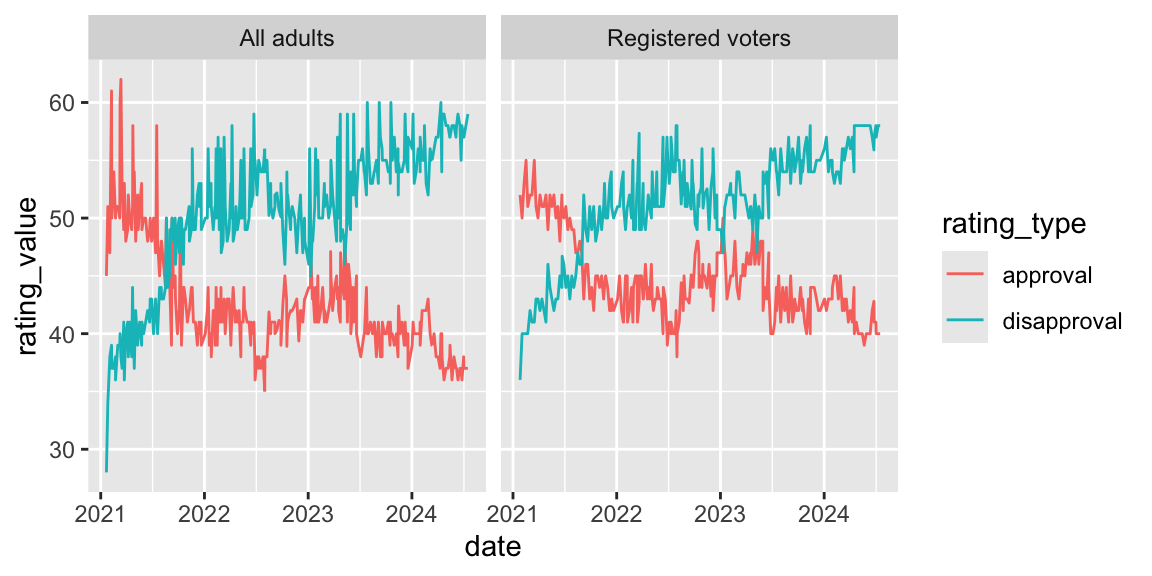 All adults
Registered voters
60
50
40
30
rating_value
2021
2022
2023
2024
2021
2022
2023
2024
date
rating_type
approval
disapproval